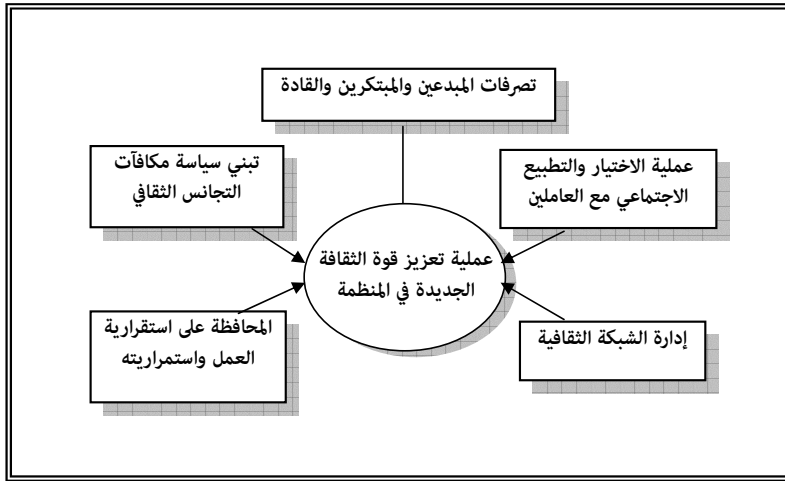 تصرفات المبدعين والمبتكرين والقادة
عملية الاختيار والتطبيع
الاجتماعي مع العاملين
تبني سياسة مكافآت
التجانس الثقافي
عملية تعزيز قوة الثقافة
الجديدة في المنظمة
إدارة الشبكة الثقافية
المحافظة على استقرارية
العمل واستمراريته